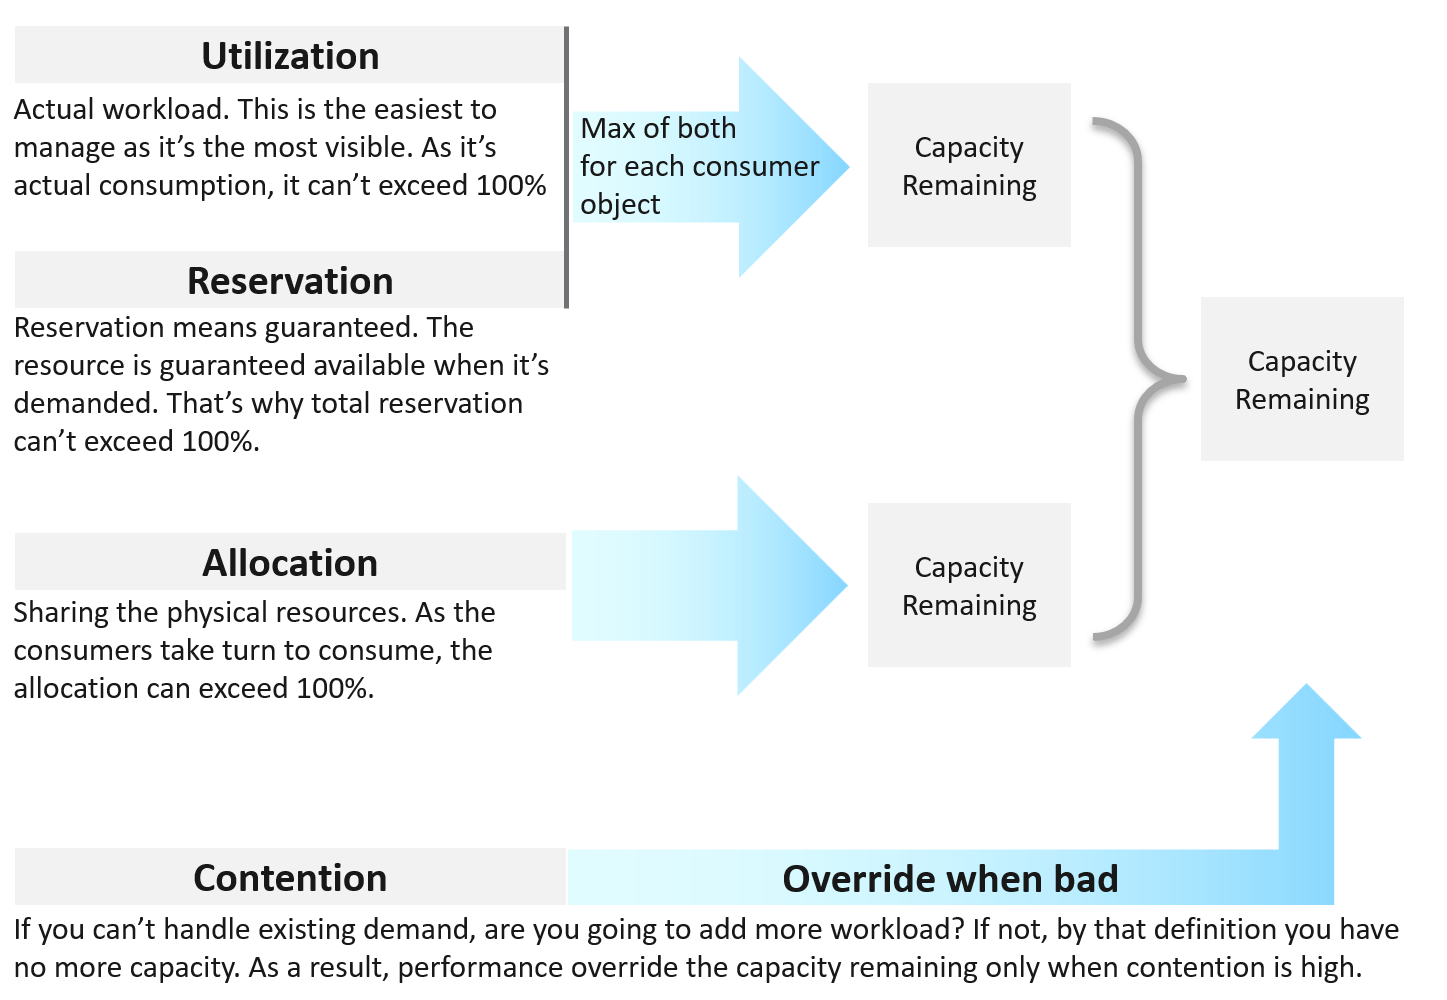 Utilization
Actual workload. This is the easiest to
manage as it’s the most visible. As it’s
actual consumption, it can’t exceed 100%
Max of both
for each consumer
object
Capacity
Remaining
Reservation
Reservation means guaranteed. The
resource is guaranteed available when it’s
demanded. That’s why total reservation
can’t exceed 100%.
Capacity
Remaining
Allocation
Sharing the physical resources. As the
consumers take turn to consume, the
allocation can exceed 100%.
Capacity
Remaining
Contention
Override when bad
If you can’t handle existing demand, are you going to add more workload? If not, by that definition you have
no more capacity. As a result, performance override the capacity remaining only when contention is high.